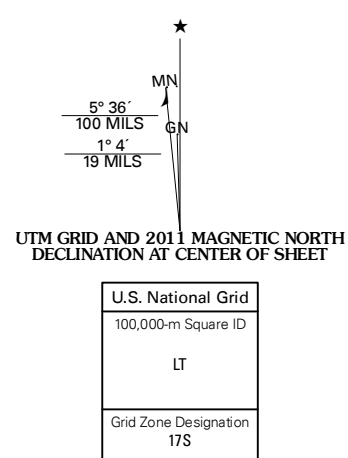 ★
MN
5° 36´
100 MILS
GN
1° 4´
19 MILS
UTM GRID AND 2011 MAGNETIC NORTH
DECLINATION AT CENTER OF SHEET
U.S. National Grid
100,000-m Square ID
LT
Grid Zone Designation
17S